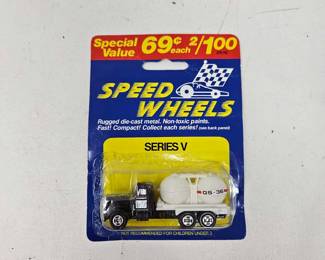 Special Value 69¢ each 2/1.00
SPEED
WHEELS
Rugged die-cast metal. Non-toxic paints.
Fast! Compact! Collect each series! (see back panel)
SERIES V
GS-36
NOT RECOMMENDED FOR CHILDREN UNDER 3